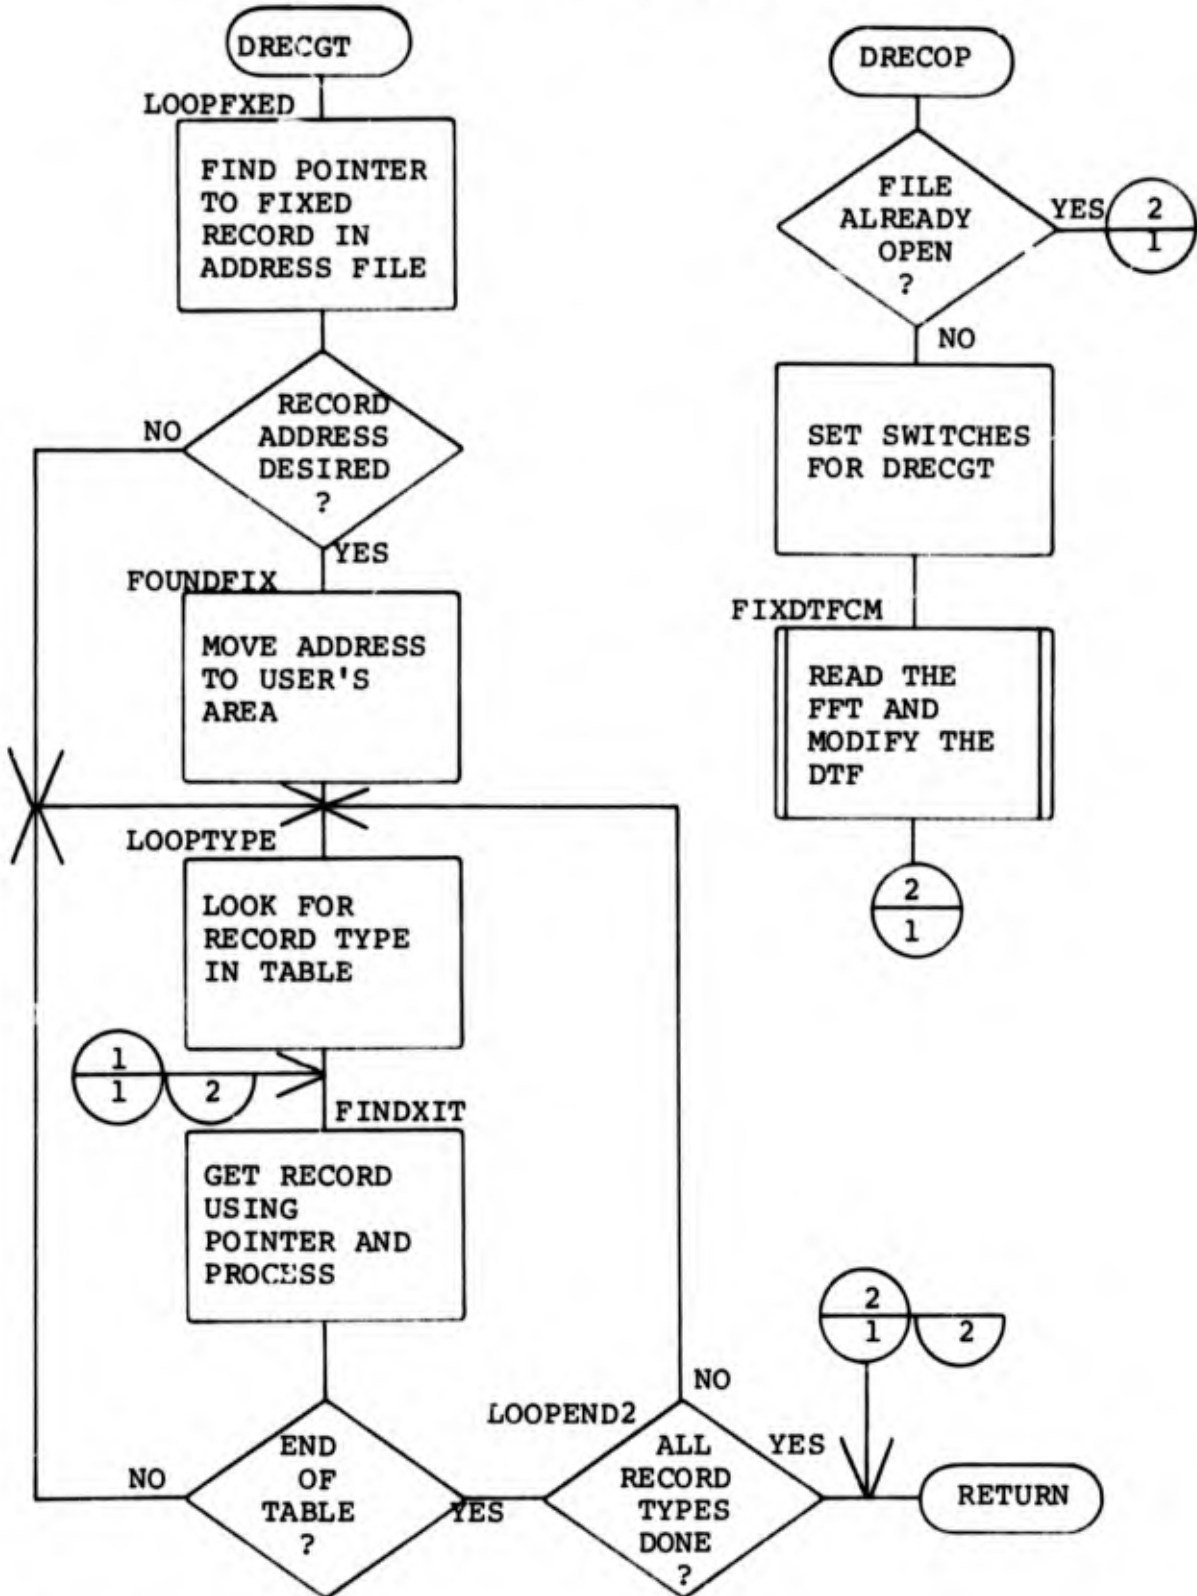 DRECGT
LOOPFXED
FIND POINTER
TO FIXED
RECORD IN
ADDRESS FILE
RECORD
ADDRESS
DESIRED
?
NO
YES
FOUNDFIX
MOVE ADDRESS
TO USER'S
AREA
LOOPTYPE
LOOK FOR
RECORD TYPE
IN TABLE
1
1
2
FINDXIT
GET RECORD
USING
POINTER AND
PROCESS
END
OF
TABLE
?
NO
YES
LOOPEND2
ALL
RECORD
TYPES
DONE
?
NO
YES
2
1
2
RETURN
DRECOP
FILE
ALREADY
OPEN
?
YES
2
1
NO
SET SWITCHES
FOR DRECGT
FIXDTFCM
READ THE
FFT AND
MODIFY THE
DTF
2
1